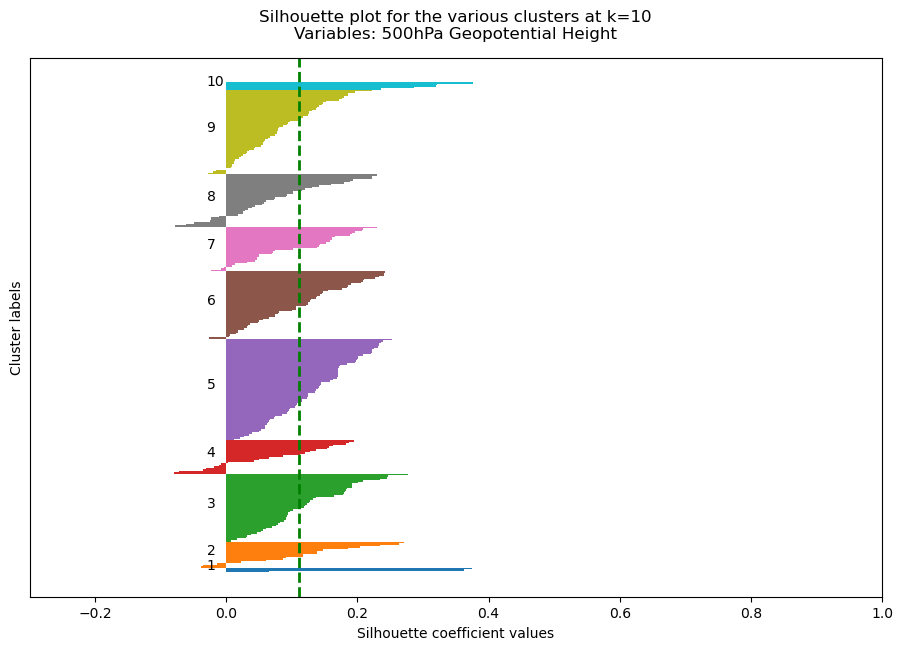 Silhouette plot for the various clusters at k=10
Variables: 500hPa Geopotential Height
10
9
8
7
6
5
4
3
2
1
Cluster labels
−0.2 0.0 0.2 0.4 0.6 0.8 1.0
Silhouette coefficient values